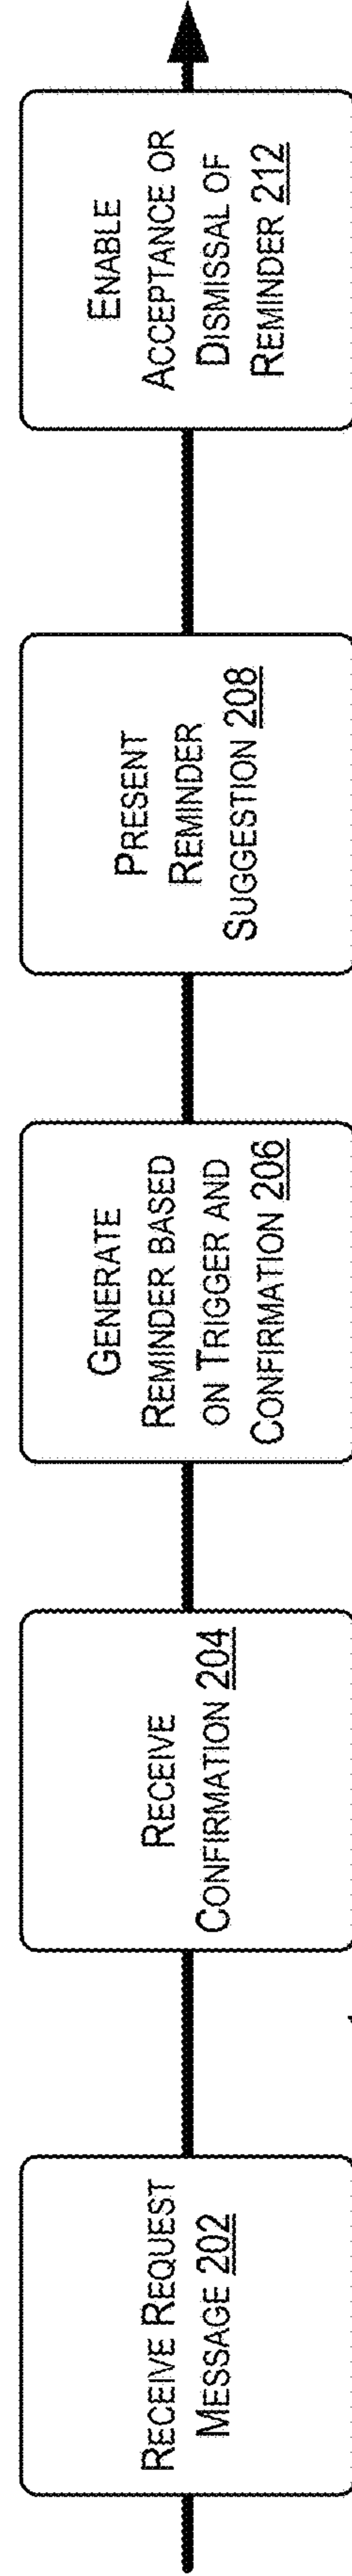 RECEIVE REQUEST
MESSAGE 202
RECEIVE
CONFIRMATION 204
GENERATE
REMINDER BASED
ON TRIGGER AND
CONFIRMATION 206
PRESENT
REMINDER
SUGGESTION 208
ENABLE
ACCEPTANCE OR
DISMISSAL OF
REMINDER 212